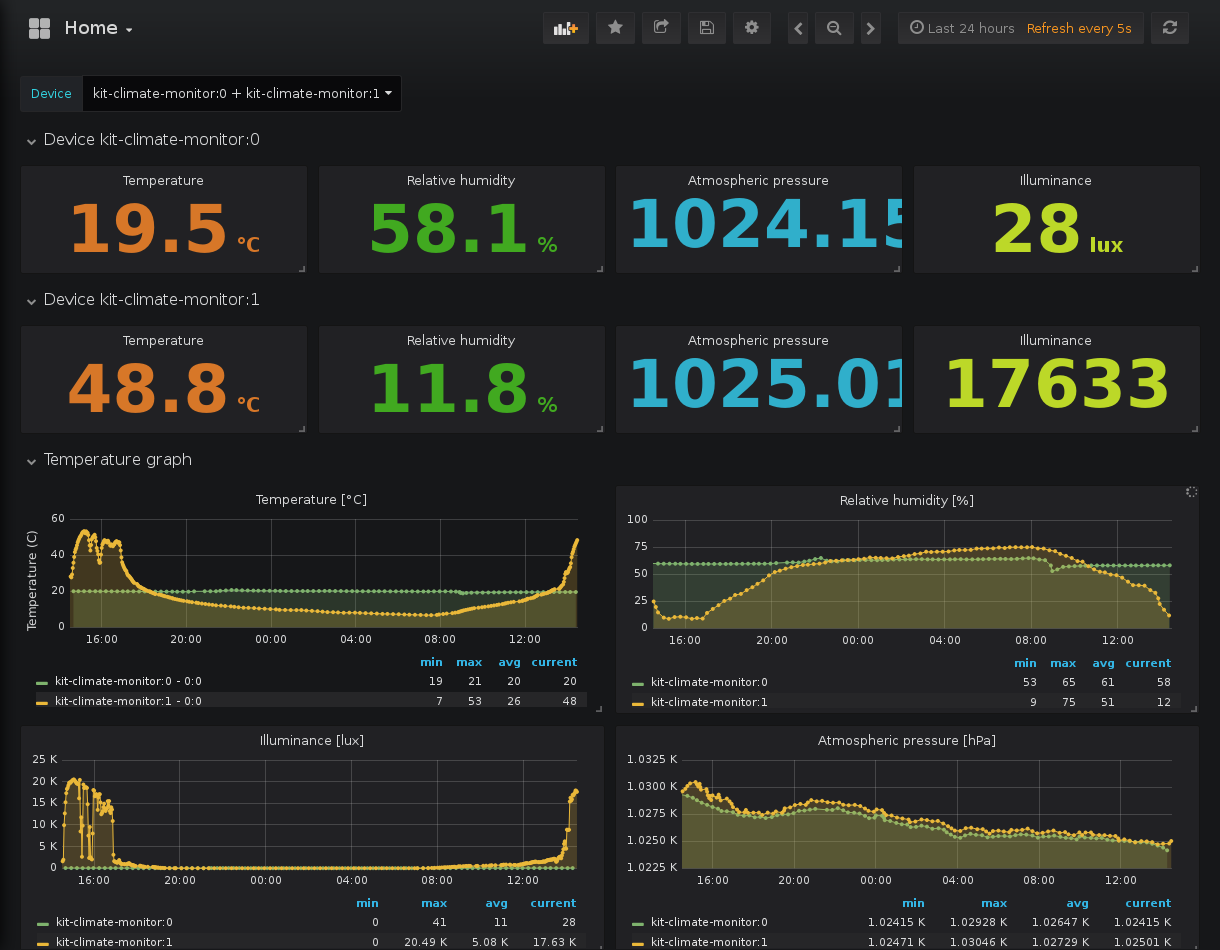 Home
Last 24 hours Refresh every 5s
Device kit-climate-monitor:0 + kit-climate-monitor:1
Device kit-climate-monitor:0
Temperature Relative humidity Atmospheric pressure Illuminance
19.5 °C 58.1 % 1024.15 28 lux
Device kit-climate-monitor:1
Temperature Relative humidity Atmospheric pressure Illuminance
48.8 °C 11.8 % 1025.01 17633
Temperature graph
Temperature [°C]
Temperature (C)
60
40
20
0
16:00 20:00 00:00 04:00 08:00 12:00
min max avg current
kit-climate-monitor:0 - 0:0 19 21 20 20
kit-climate-monitor:1 - 0:0 7 53 26 48
Relative humidity [%]
100
75
50
25
0
16:00 20:00 00:00 04:00 08:00 12:00
min max avg current
kit-climate-monitor:0 53 65 61 58
kit-climate-monitor:1 9 75 51 12
Illuminance [lux]
25 K
20 K
15 K
10 K
5 K
0
16:00 20:00 00:00 04:00 08:00 12:00
min max avg current
kit-climate-monitor:0 0 41 11 28
kit-climate-monitor:1 0 20.49 K 5.08 K 17.63 K
Atmospheric pressure [hPa]
1.0325 K
1.0300 K
1.0275 K
1.0250 K
1.0225 K
16:00 20:00 00:00 04:00 08:00 12:00
min max avg current
kit-climate-monitor:0 1.02415 K 1.02928 K 1.02647 K 1.02415 K
kit-climate-monitor:1 1.02471 K 1.03046 K 1.02729 K 1.02501 K